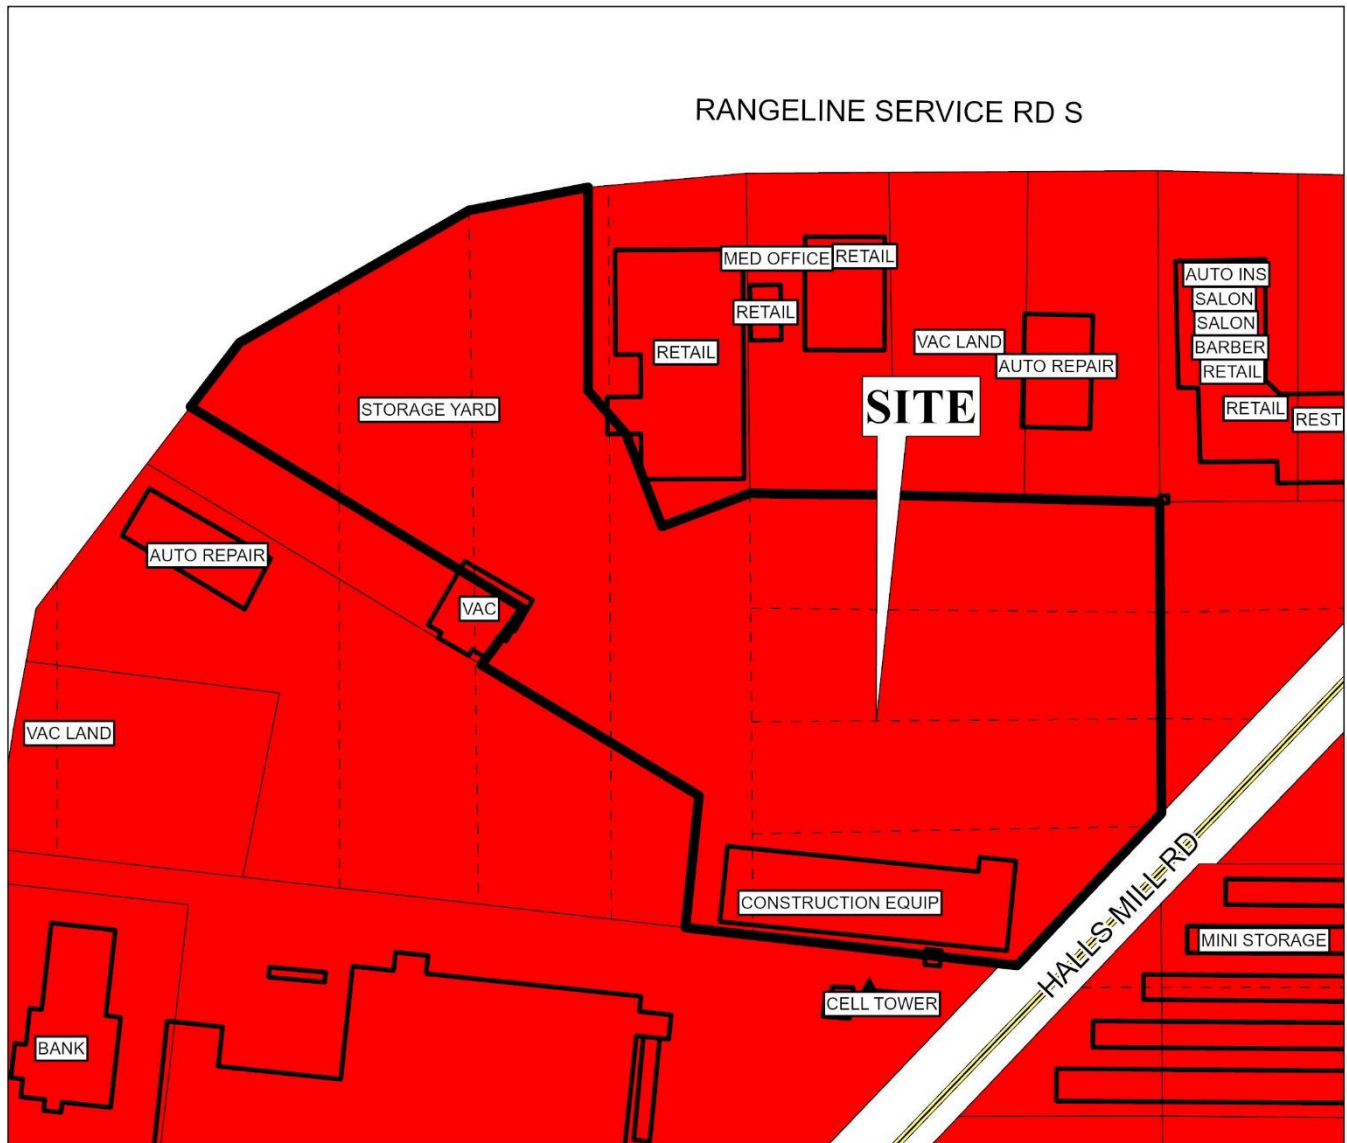 RANGELINE SERVICE RD S
MED OFFICE
RETAIL
AUTO INS
SALON
SALON
BARBER
RETAIL
RETAIL
REST
RETAIL
RETAIL
VAC LAND
AUTO REPAIR
SITE
STORAGE YARD
AUTO REPAIR
VAC
VAC LAND
CONSTRUCTION EQUIP
HALLS MILL RD
MINI STORAGE
CELL TOWER
BANK